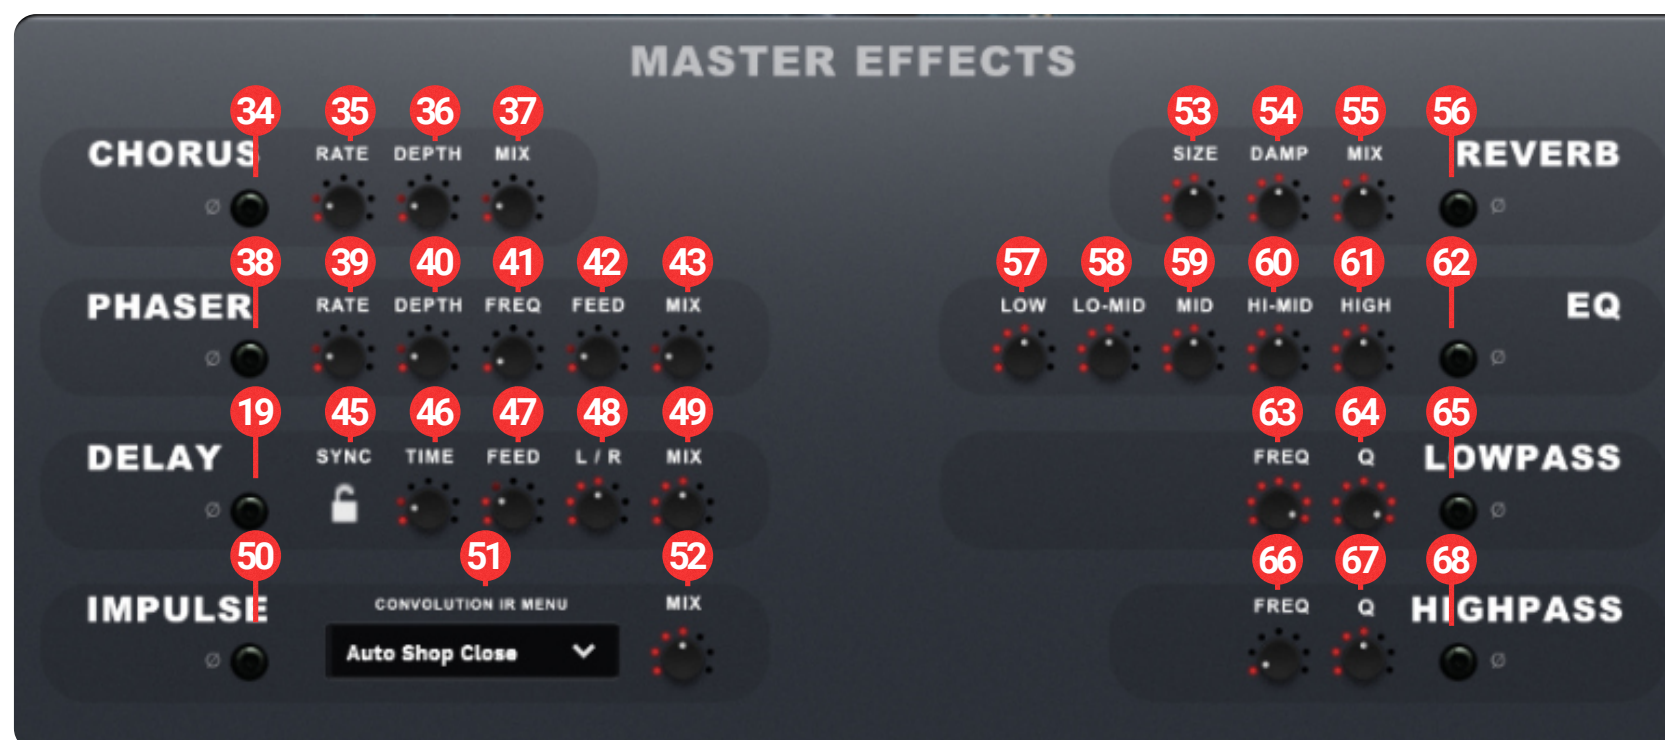 MASTER EFFECTS
34 35 36 37 53 54 55 56
CHORUS RATE DEPTH MIX SIZE DAMP MIX REVERB
Ø Ø
38 39 40 41 42 43 57 58 59 60 61 62
PHASER RATE DEPTH FREQ FEED MIX LOW LO-MID MID HI-MID HIGH EQ
Ø Ø
19 45 46 47 48 49 63 64 65
DELAY SYNC TIME FEED L / R MIX FREQ Q LOWPASS
Ø Ø
50 51 52 66 67 68
IMPULSE CONVOLUTION IR MENU MIX FREQ Q HIGHPASS
Ø Auto Shop Close Ø